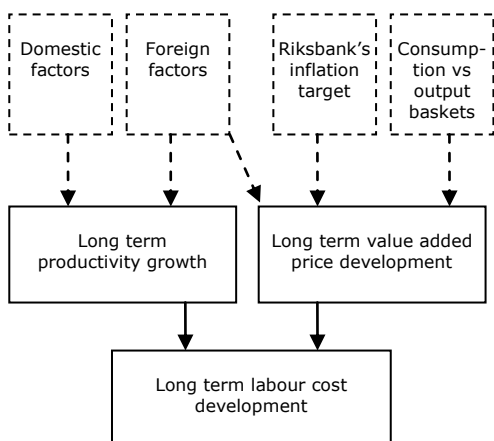 Domestic
factors
Foreign
factors
Riksbank's
inflation
target
Consump-
tion vs
output
baskets
Long term
productivity growth
Long term value added
price development
Long term labour cost
development